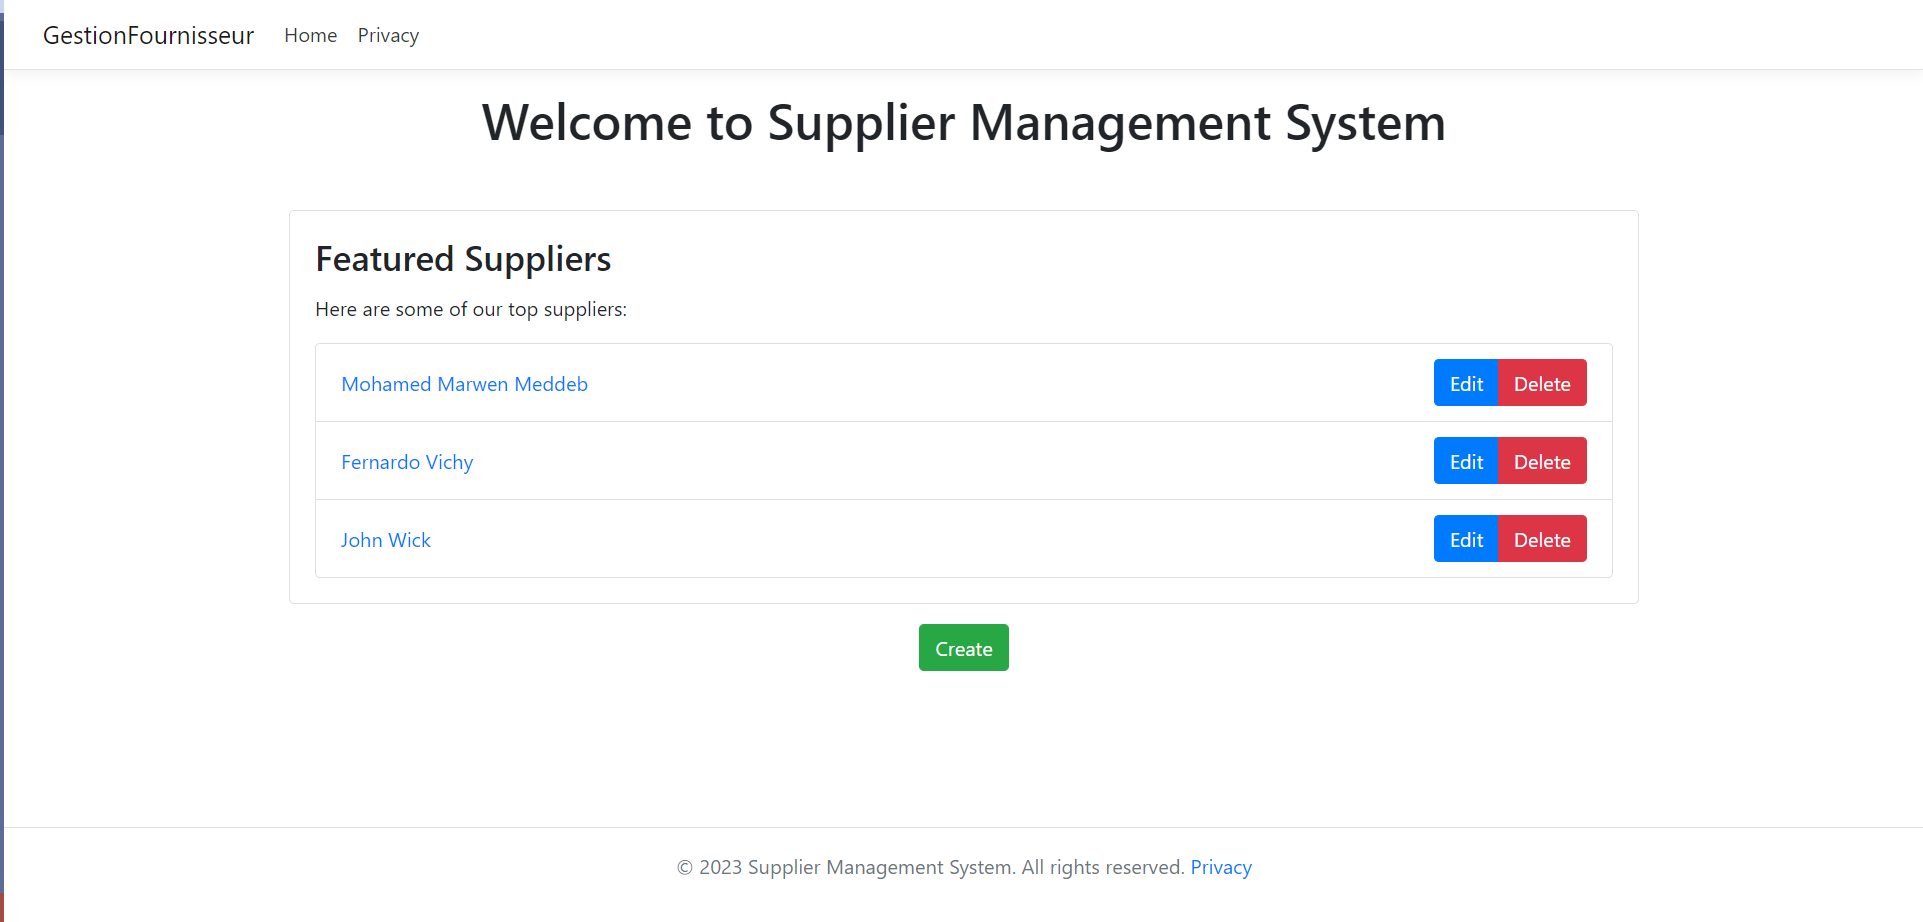 GestionFournisseur Home Privacy
Welcome to Supplier Management System
Featured Suppliers
Here are some of our top suppliers:
Mohamed Marwen Meddeb Edit Delete
Fernardo Vichy Edit Delete
John Wick Edit Delete
Create
© 2023 Supplier Management System. All rights reserved. Privacy